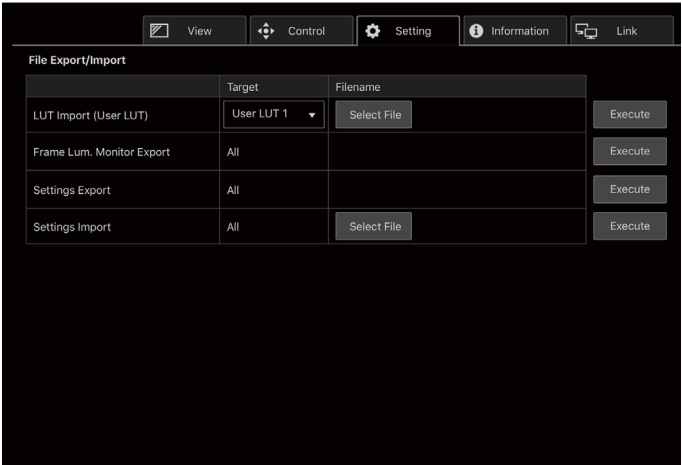 View Control Setting Information Link
File Export/Import
Target Filename
LUT Import (User LUT) User LUT 1 Select File Execute
Frame Lum. Monitor Export All Execute
Settings Export All Execute
Settings Import All Select File Execute